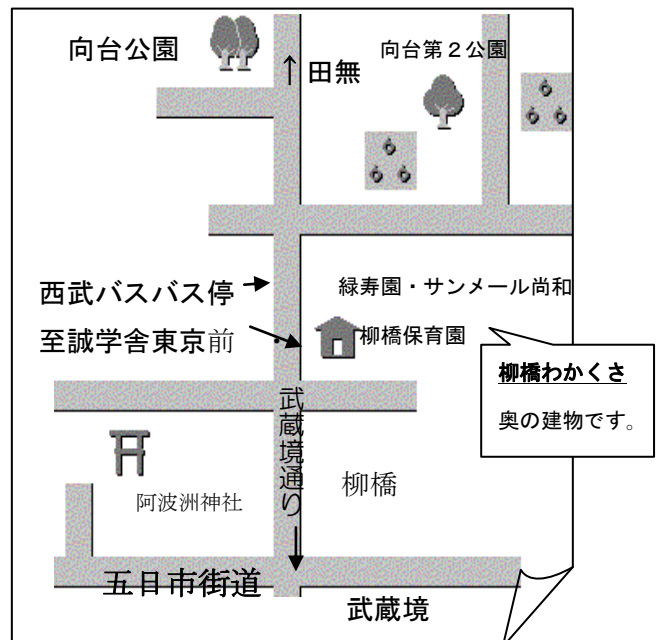 向台公園
向台第２公園
↑田無
西武バスバス停
至誠学舎東京前
緑寿園・サンメール尚和
柳橋保育園
柳橋わかくさ
奥の建物です。
武蔵境通り
阿波洲神社
柳橋
五日市街道
武蔵境